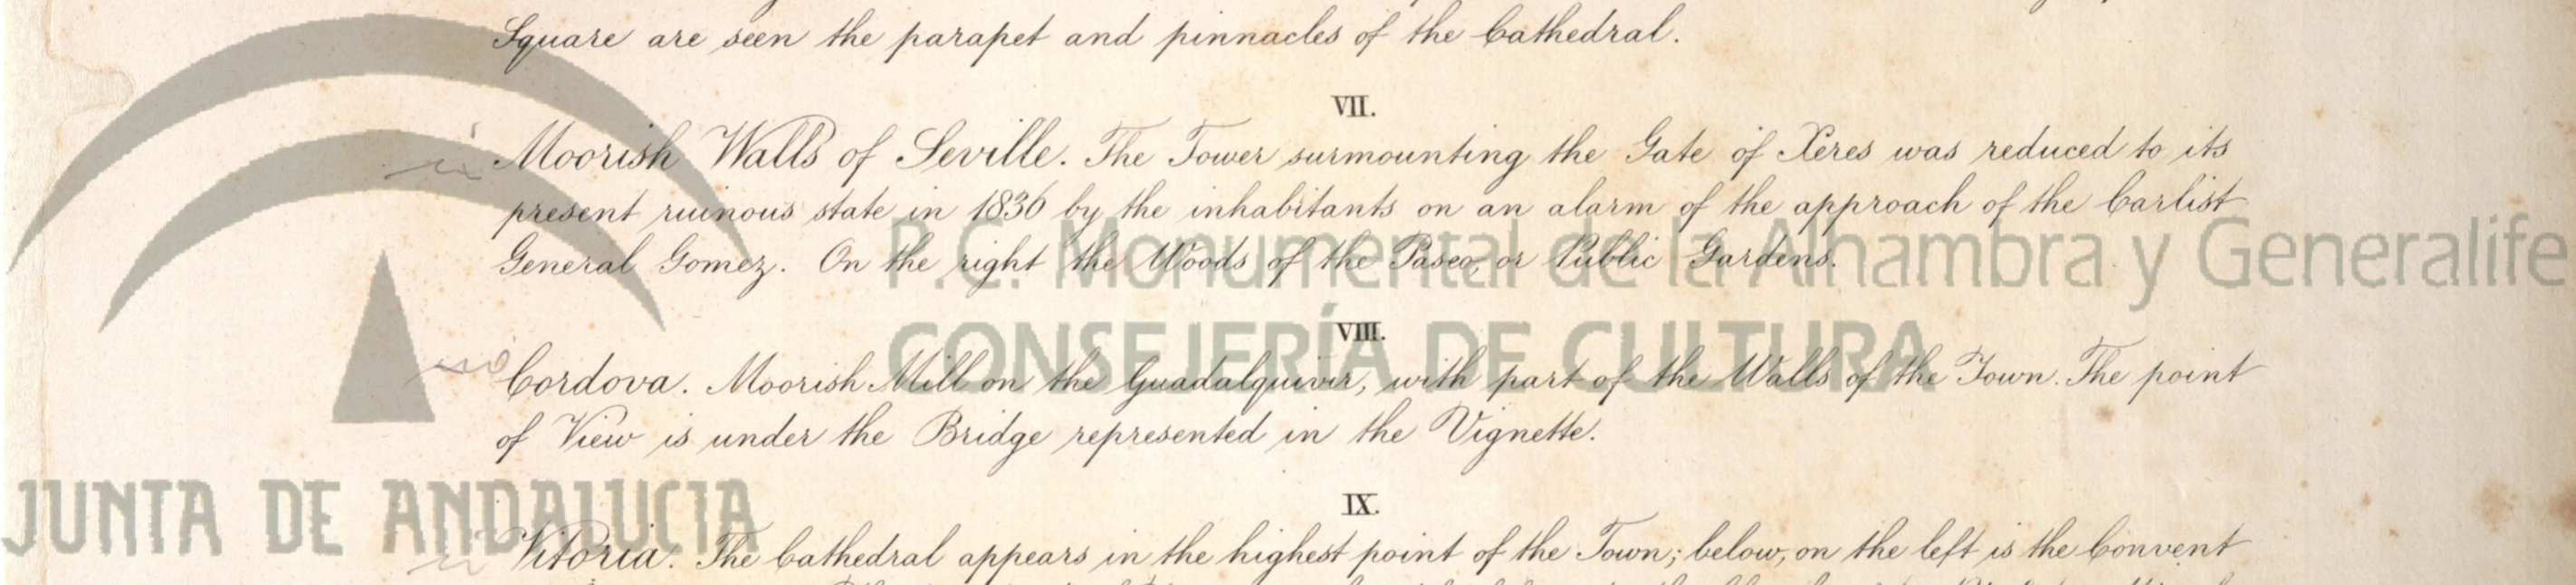 Square are seen the parapet and pinnacles of the Cathedral.
VII.
Moorish Walls of Seville. The Tower surmounting the Gate of Xeres was reduced to its
present ruinous state in 1836 by the inhabitants on an alarm of the approach of the Carlist
General Gomez. On the right the Woods of the Paseo, or Public Gardens.
P.C. Monumental de la Alhambra y Generalife
CONSEJERÍA DE CULTURA
VIII.
Cordova. Moorish Mill on the Guadalquivir, with part of the Walls of the Town. The point
of View is under the Bridge represented in the Vignette.
JUNTA DE ANDALUCIA
IX.
Vitoria. The Cathedral appears in the highest point of the Town; below, on the left is the Convent